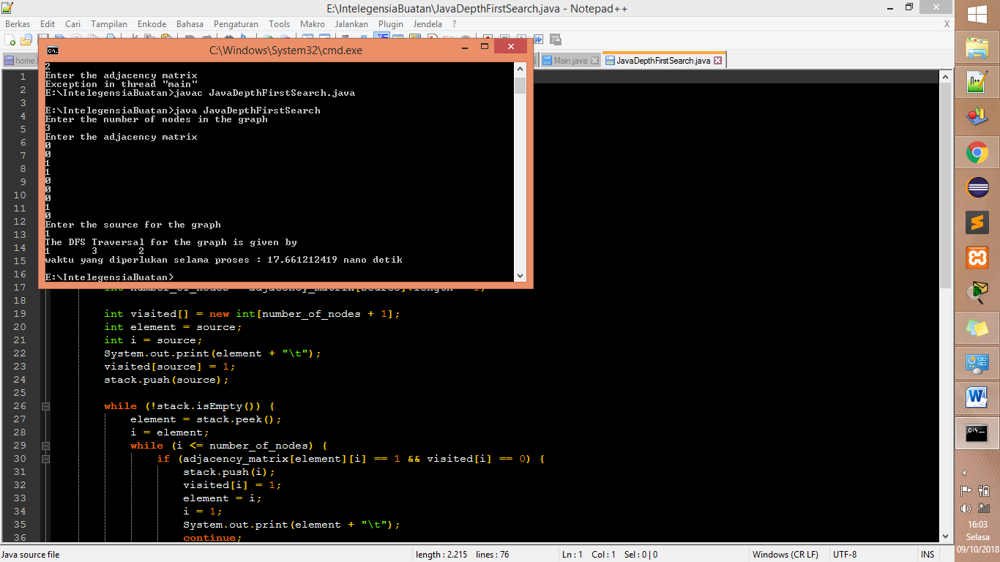 E:\IntelegensiaBuatan\JavaDepthFirstSearch.java - Notepad++
Berkas Edit Cari Tampilan Enkode Bahasa Pengaturan Tools Makro Jalankan Plugin Jendela ? X
C:\Windows\System32\cmd.exe
home. Main.java JavaDepthFirstSearch.java
2
Enter the adjacency matrix
Exception in thread "main"
E:\IntelegensiaBuatan>javac JavaDepthFirstSearch.java
E:\IntelegensiaBuatan>java JavaDepthFirstSearch
Enter the number of nodes in the graph
3
Enter the adjacency matrix
0
0
1
1
0
0
0
1
0
Enter the source for the graph
1
The DFS Traversal for the graph is given by
1 3 2
waktu yang diperlukan selama proses : 17.661212419 nano detik
E:\IntelegensiaBuatan>
1
2
3
4
5
6
7
8
9
10
11
12
13
14
15
16
17 int number_of_nodes = adjacency_matrix[source].length - 1;
18
19 int visited[] = new int[number_of_nodes + 1];
20 int element = source;
21 int i = source;
22 System.out.print(element + "\t");
23 visited[source] = 1;
24 stack.push(source);
25
26 while (!stack.isEmpty()) {
27 element = stack.peek();
28 i = element;
29 while (i <= number_of_nodes) {
30 if (adjacency_matrix[element][i] == 1 && visited[i] == 0) {
31 stack.push(i);
32 visited[i] = 1;
33 element = i;
34 i = 1;
35 System.out.print(element + "\t");
36 continue;
Java source file length : 2.215 lines : 76 Ln : 1 Col : 1 Sel : 0 | 0 Windows (CR LF) UTF-8 INS
16:03
Selasa
09/10/2018